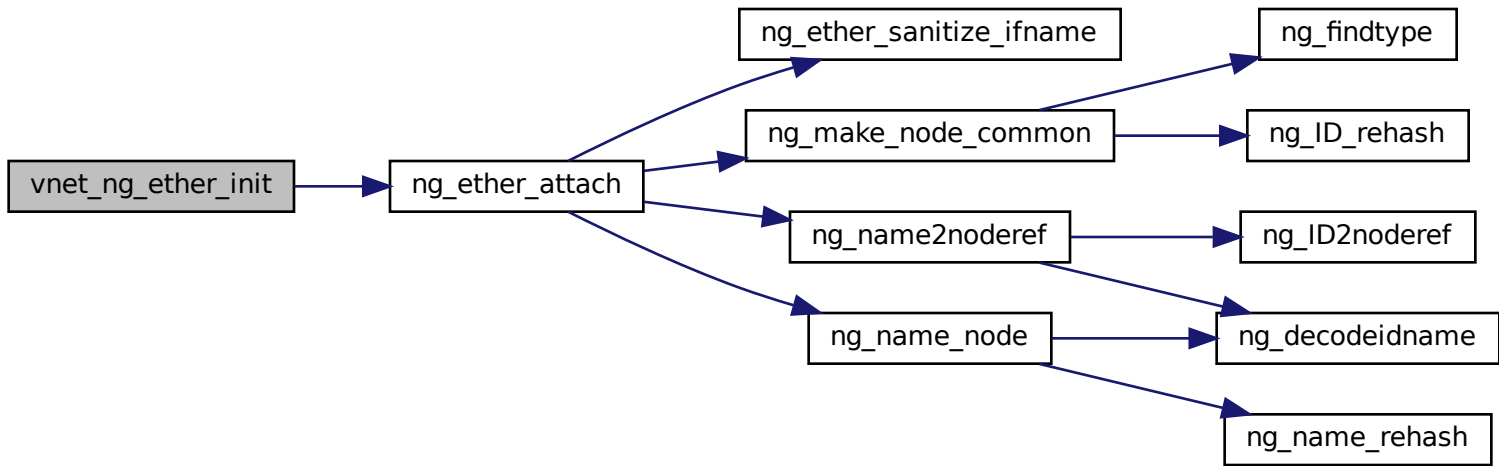 vnet_ng_ether_init
ng_ether_attach
ng_ether_sanitize_ifname
ng_make_node_common
ng_name2noderef
ng_name_node
ng_findtype
ng_ID_rehash
ng_ID2noderef
ng_decodeidname
ng_name_rehash